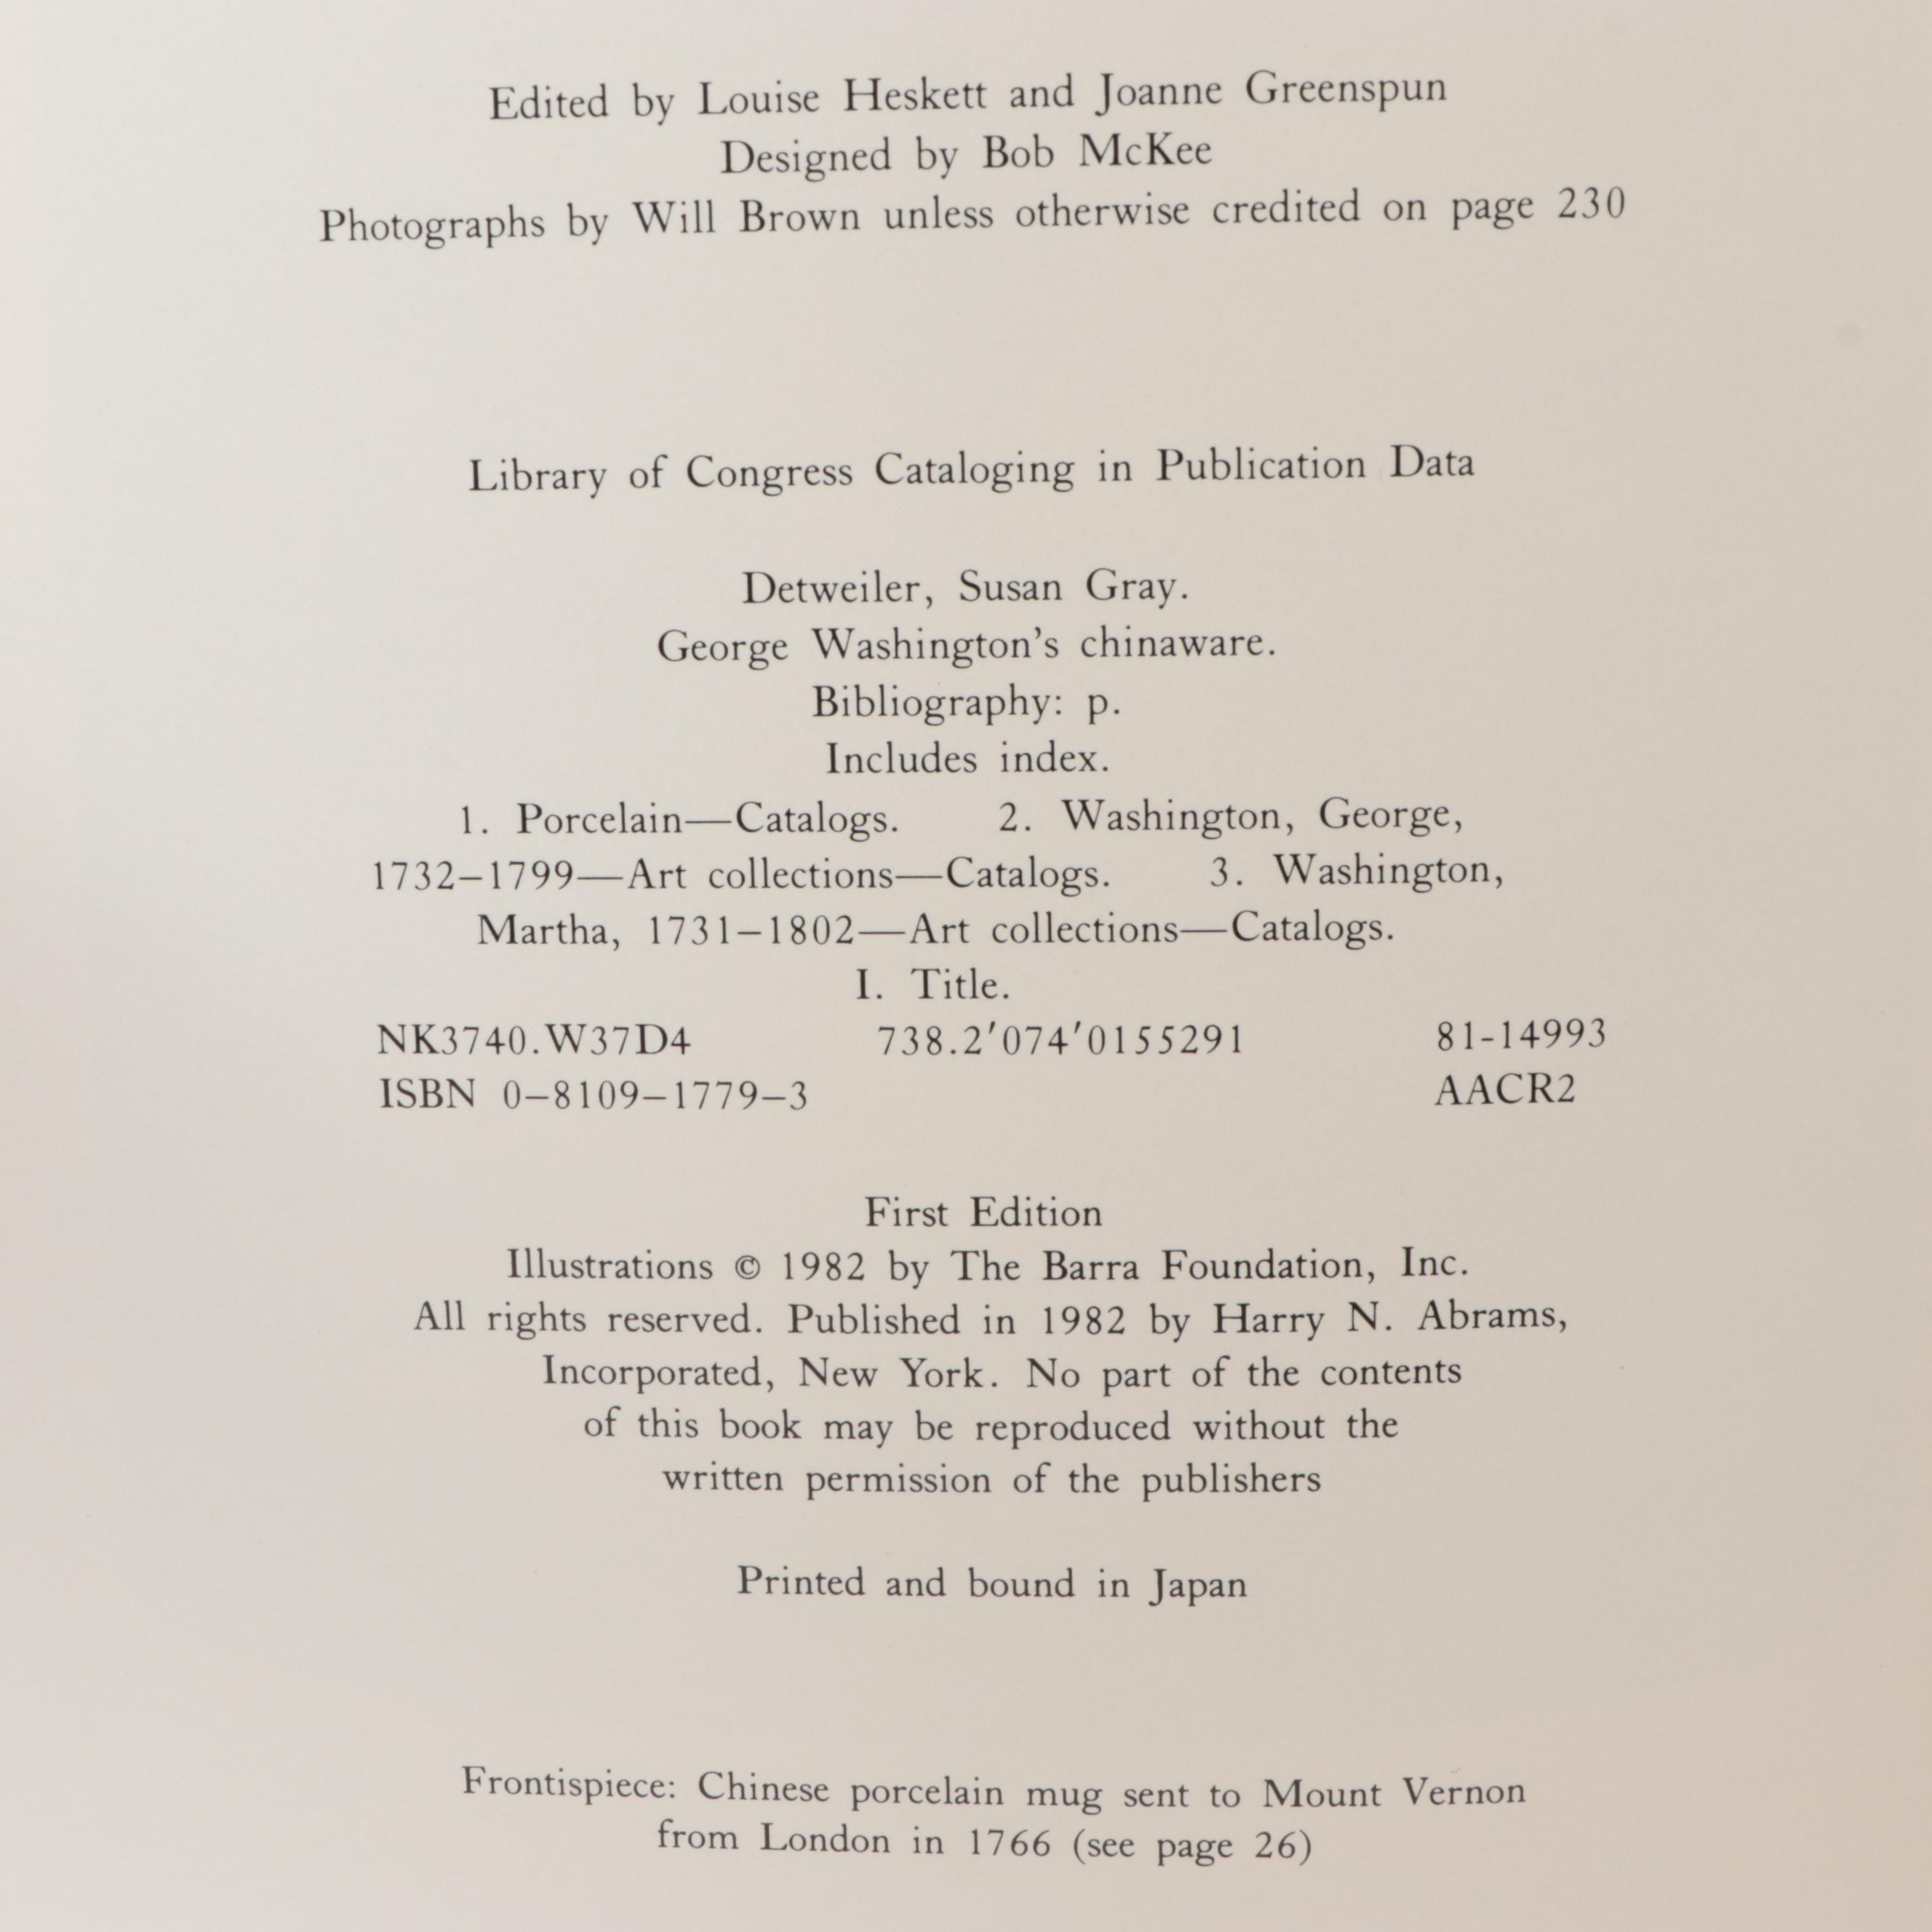 Edited by Louise Heskett and Joanne Greenspun
Designed by Bob McKee
Photographs by Will Brown unless otherwise credited on page 230
Library of Congress Cataloging in Publication Data
Detweiler, Susan Gray.
George Washington's chinaware.
Bibliography: p.
Includes index.
1. Porcelain—Catalogs. 2. Washington, George,
1732–1799—Art collections—Catalogs. 3. Washington,
Martha, 1731–1802—Art collections—Catalogs.
I. Title.
NK3740.W37D4 738.2′074′0155291 81-14993
ISBN 0–8109–1779–3 AACR2
First Edition
Illustrations © 1982 by The Barra Foundation, Inc.
All rights reserved. Published in 1982 by Harry N. Abrams,
Incorporated, New York. No part of the contents
of this book may be reproduced without the
written permission of the publishers
Printed and bound in Japan
Frontispiece: Chinese porcelain mug sent to Mount Vernon
from London in 1766 (see page 26)